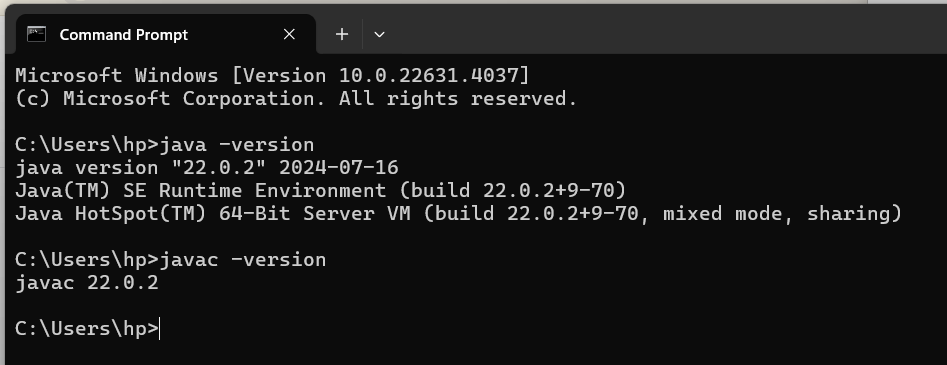 Command Prompt
Microsoft Windows [Version 10.0.22631.4037]
(c) Microsoft Corporation. All rights reserved.
C:\Users\hp>java -version
java version "22.0.2" 2024-07-16
Java(TM) SE Runtime Environment (build 22.0.2+9-70)
Java HotSpot(TM) 64-Bit Server VM (build 22.0.2+9-70, mixed mode, sharing)
C:\Users\hp>javac -version
javac 22.0.2
C:\Users\hp>